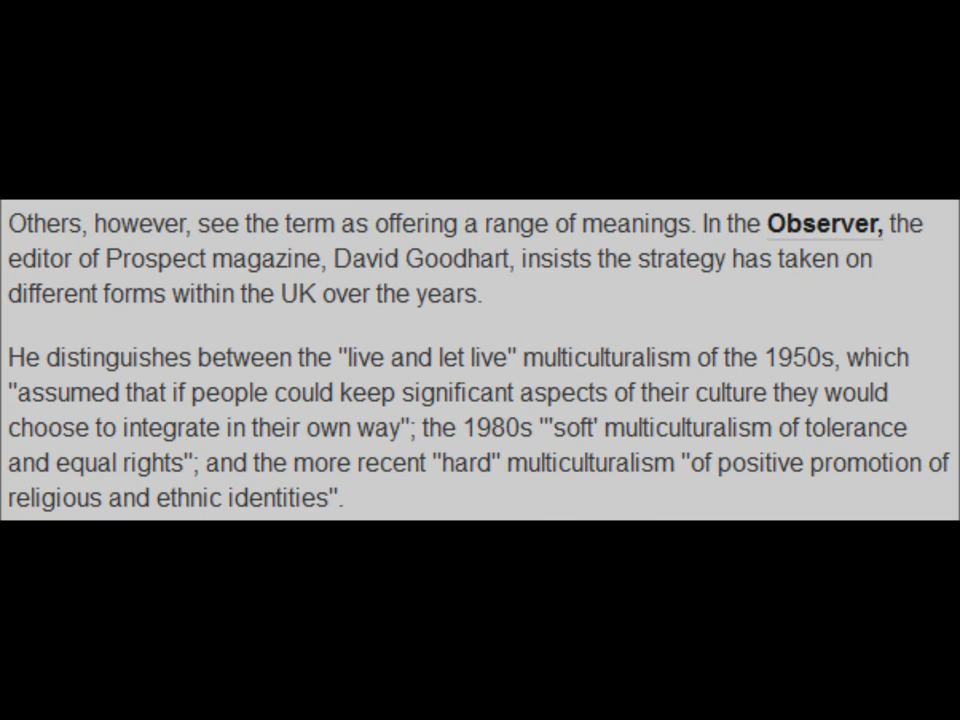 Others, however, see the term as offering a range of meanings. In the Observer, the
editor of Prospect magazine, David Goodhart, insists the strategy has taken on
different forms within the UK over the years.
He distinguishes between the "live and let live" multiculturalism of the 1950s, which
"assumed that if people could keep significant aspects of their culture they would
choose to integrate in their own way"; the 1980s "'soft' multiculturalism of tolerance
and equal rights"; and the more recent "hard" multiculturalism "of positive promotion of
religious and ethnic identities".